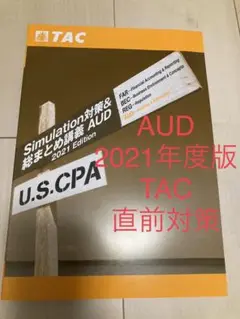 TAC
Simulation対策&
総まとめ講義 AUD
2021 Edition
FAR - Financial Accounting & Reporting
BEC - Business Environment & Concepts
REG - Regulation
U.S.CPA
AUD
2021年度版
TAC
直前対策